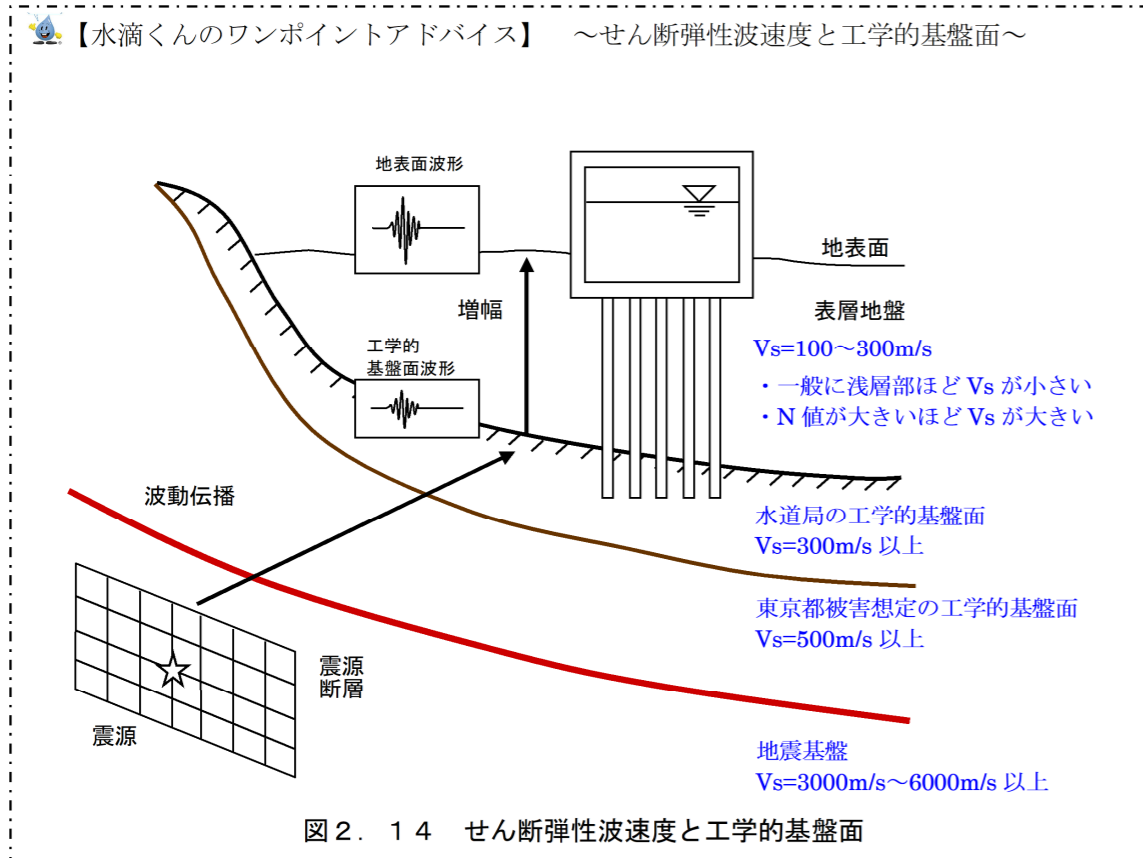 【水滴くんのワンポイントアドバイス】 ～せん断弾性波速度と工学的基盤面～
地表面波形
地表面
増幅
表層地盤
工学的
基盤面波形
Vs=100～300m/s
・一般に浅層部ほど Vs が小さい
・N 値が大きいほど Vs が大きい
波動伝播
水道局の工学的基盤面
Vs=300m/s 以上
東京都被害想定の工学的基盤面
Vs=500m/s 以上
震源
断層
震源
地震基盤
Vs=3000m/s～6000m/s 以上
図２．１４ せん断弾性波速度と工学的基盤面